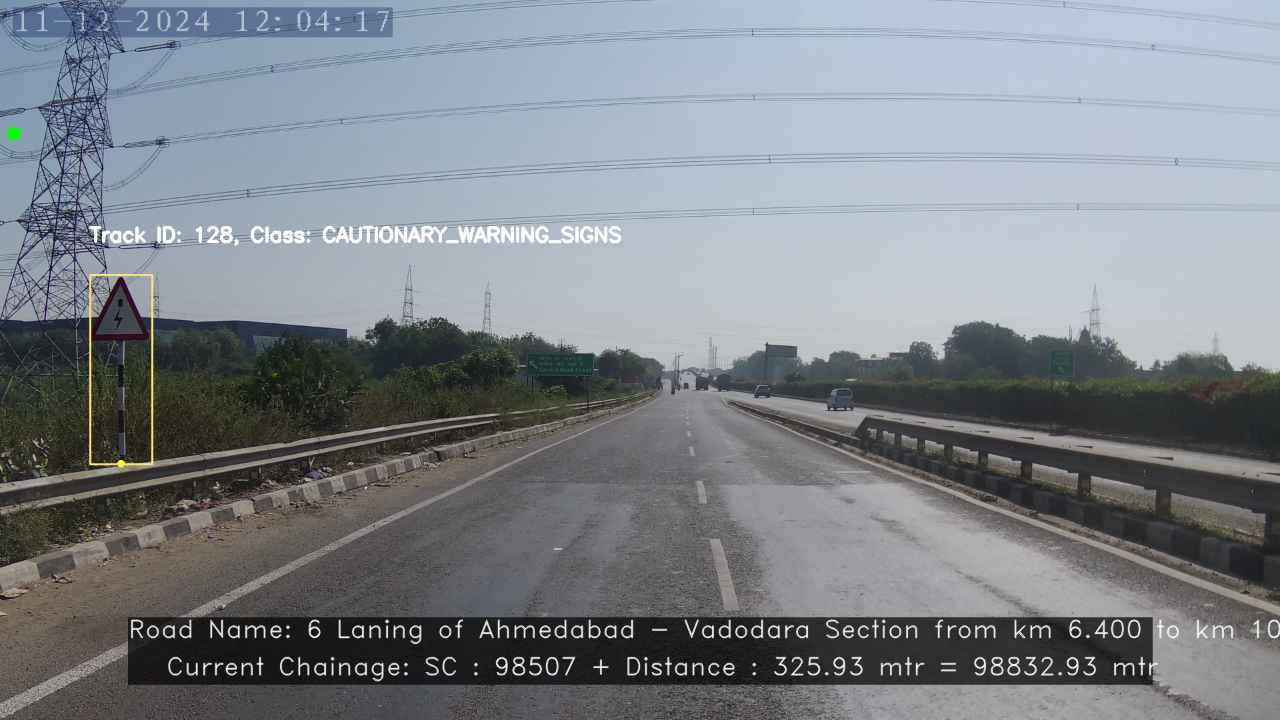 11-12-2024 12:04:17
Track ID: 128, Class: CAUTIONARY_WARNING_SIGNS
Road Name: 6 Laning of Ahmedabad - Vadodara Section from km 6.400 to km 10
Current Chainage: SC : 98507 + Distance : 325.93 mtr = 98832.93 mtr